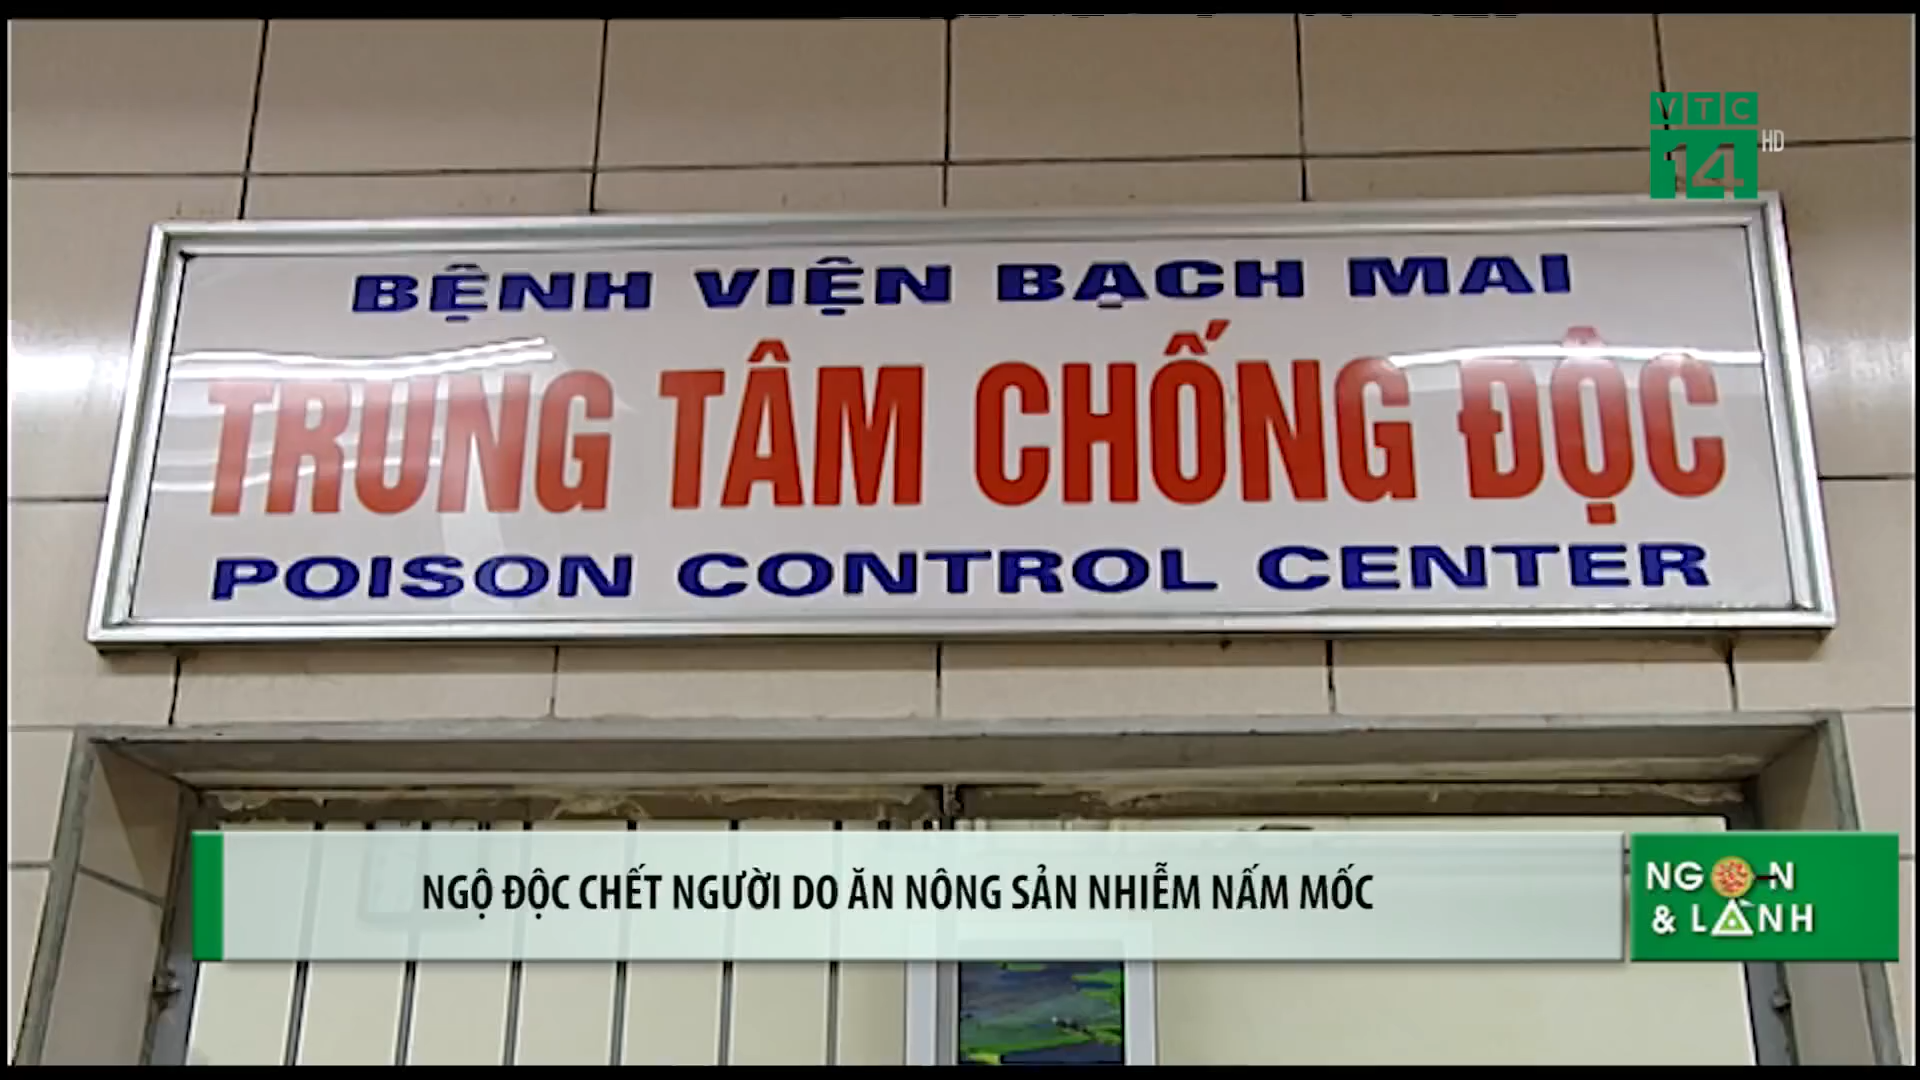 VTC
14 HD
BỆNH VIỆN BẠCH MAI
TRUNG TÂM CHỐNG ĐỘC
POISON CONTROL CENTER
NGỘ ĐỘC CHẾT NGƯỜI DO ĂN NÔNG SẢN NHIỄM NẤM MỐC
NGON
& LÀNH